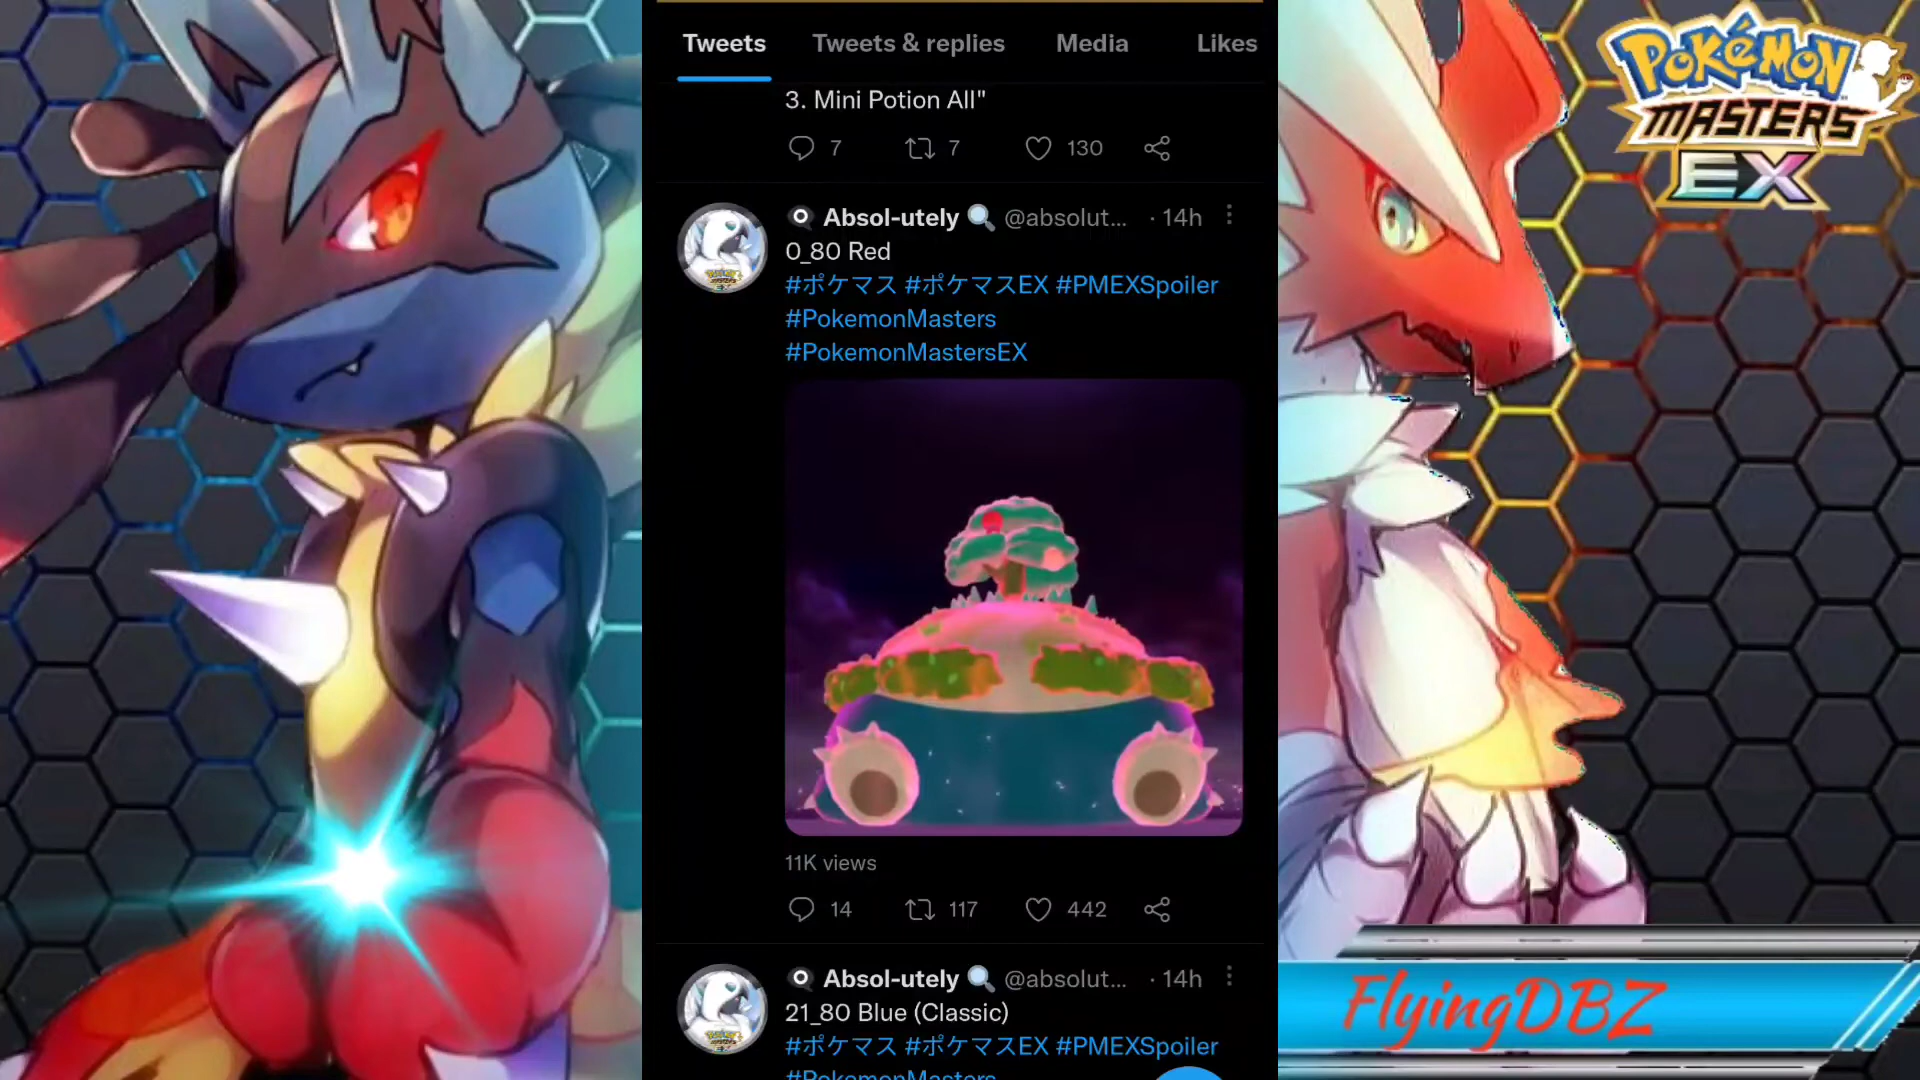 Tweets
Tweets & replies
Media
Likes
3. Mini Potion All"
7
7
130
Absol-utely
@absolut...
· 14h
0_80 Red
#ポケマス #ポケマスEX #PMEXSpoiler
#PokemonMasters
#PokemonMastersEX
11K views
14
117
442
Absol-utely
@absolut...
· 14h
21_80 Blue (Classic)
#ポケマス #ポケマスEX #PMEXSpoiler
#PokemonMasters
POKéMON
MASTERS
EX
FlyingDBZ